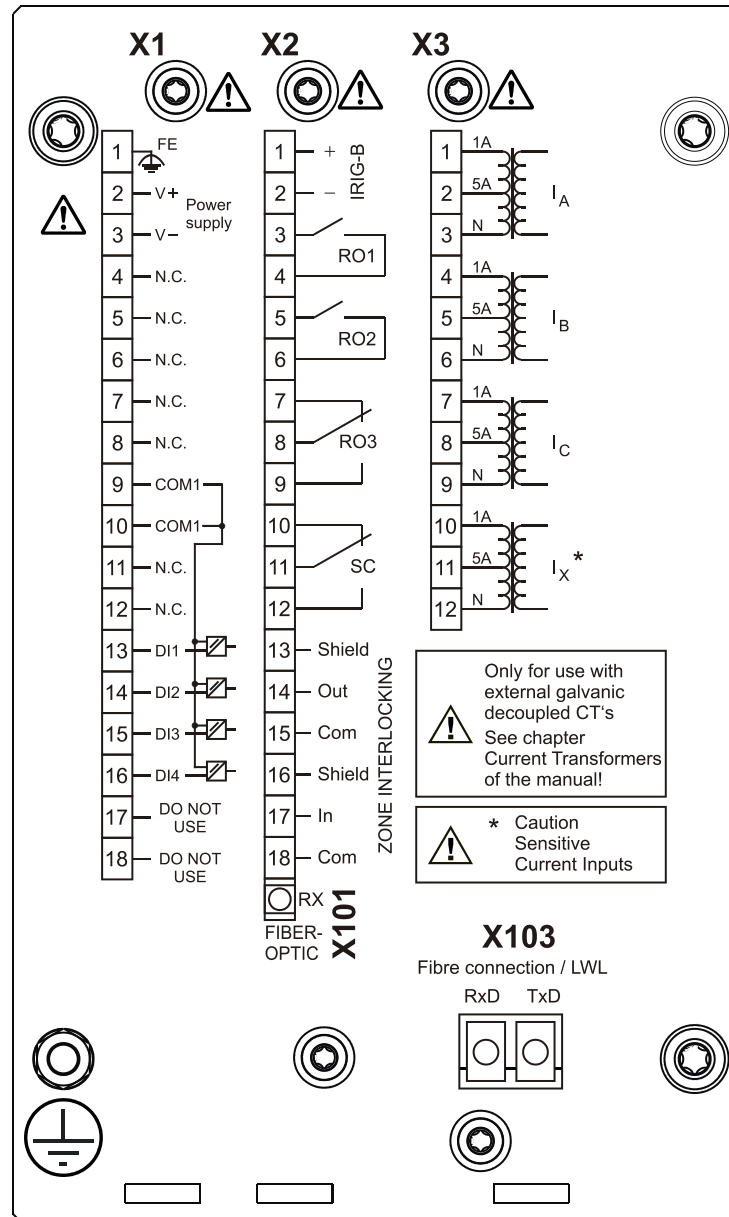 X1
X2
X3
1 FE
2 V+
Power
supply
3 V−
4 N.C.
5 N.C.
6 N.C.
7 N.C.
8 N.C.
9 COM1
10 COM1
11 N.C.
12 N.C.
13 DI1
14 DI2
15 DI3
16 DI4
17 DO NOT
USE
18 DO NOT
USE
1 +
2 −
IRIG-B
3
RO1
4
5
RO2
6
7
8 RO3
9
10
11 SC
12
13 Shield
14 Out
15 Com
16 Shield
17 In
18 Com
ZONE INTERLOCKING
RX
FIBER-
OPTIC
X101
1 1A
2 5A IA
3 N
4 1A
5 5A IB
6 N
7 1A
8 5A IC
9 N
10 1A
11 5A IX *
12 N
! Only for use with
external galvanic
decoupled CT‘s
See chapter
Current Transformers
of the manual!
! * Caution
Sensitive
Current Inputs
X103
Fibre connection / LWL
RxD TxD